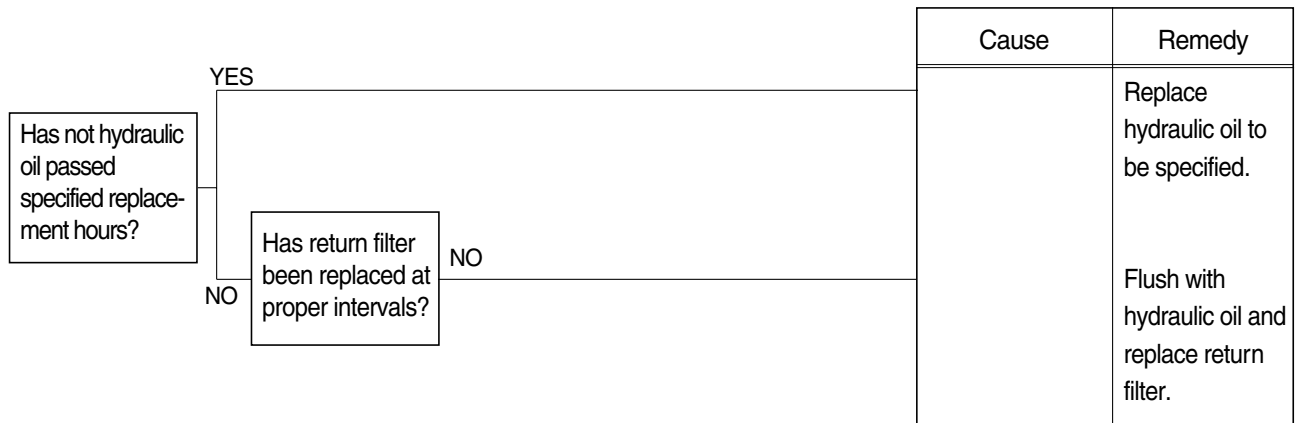 Cause
Remedy
YES
Has not hydraulic
oil passed
specified replace-
ment hours?
Replace
hydraulic oil to
be specified.
NO
Has return filter
been replaced at
proper intervals?
NO
Flush with
hydraulic oil and
replace return
filter.